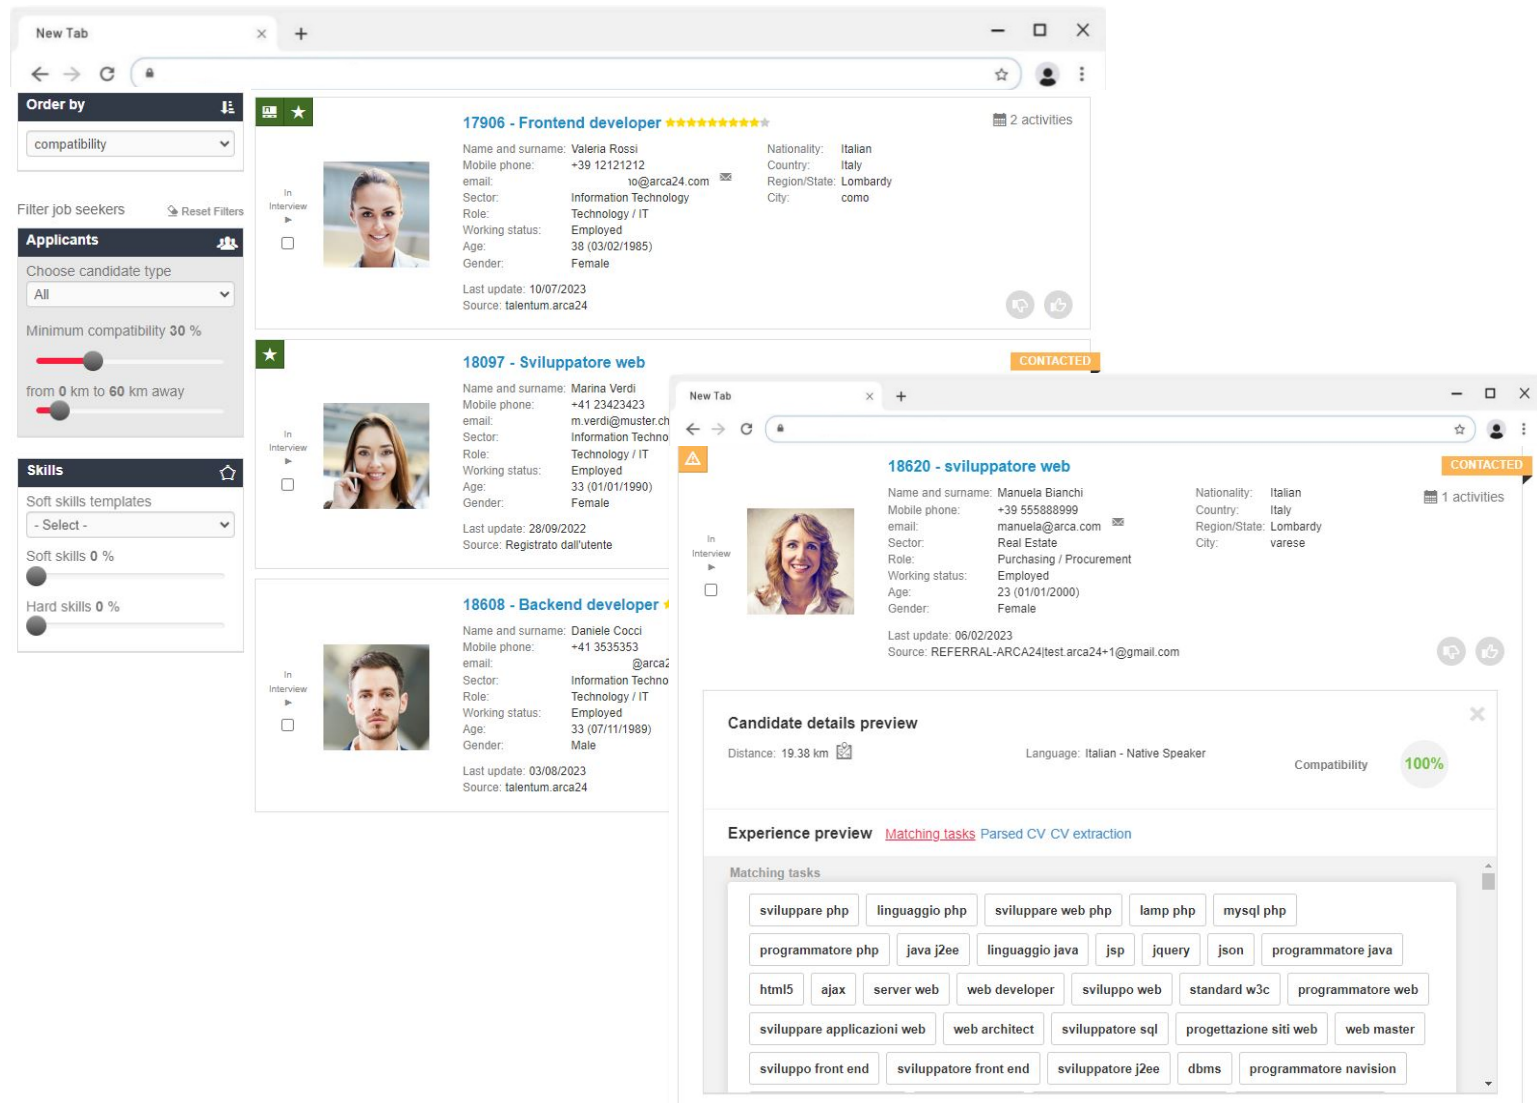 New Tab
Order by
compatibility
Filter job seekers
Reset Filters
Applicants
Choose candidate type
All
Minimum compatibility 30 %
from 0 km to 60 km away
Skills
Soft skills templates
- Select -
Soft skills 0 %
Hard skills 0 %
17906 - Frontend developer
2 activities
In
Interview
Name and surname: Valeria Rossi
Mobile phone: +39 12121212
email: o@arca24.com
Sector: Information Technology
Role: Technology / IT
Working status: Employed
Age: 38 (03/02/1985)
Gender: Female
Nationality: Italian
Country: Italy
Region/State: Lombardy
City: como
Last update: 10/07/2023
Source: talentum.arca24
18097 - Sviluppatore web
CONTACTED
In
Interview
Name and surname: Marina Verdi
Mobile phone: +41 23423423
email: m.verdi@muster.ch
Sector: Information Techno
Role: Technology / IT
Working status: Employed
Age: 33 (01/01/1990)
Gender: Female
Last update: 28/09/2022
Source: Registrato dall'utente
18608 - Backend developer
In
Interview
Name and surname: Daniele Cocci
Mobile phone: +41 3535353
email: @arca2
Sector: Information Techno
Role: Technology / IT
Working status: Employed
Age: 33 (07/11/1989)
Gender: Male
Last update: 03/08/2023
Source: talentum.arca24
New Tab
18620 - sviluppatore web
CONTACTED
1 activities
In
Interview
Name and surname: Manuela Bianchi
Mobile phone: +39 555888999
email: manuela@arca.com
Sector: Real Estate
Role: Purchasing / Procurement
Working status: Employed
Age: 23 (01/01/2000)
Gender: Female
Nationality: Italian
Country: Italy
Region/State: Lombardy
City: varese
Last update: 06/02/2023
Source: REFERRAL-ARCA24|test.arca24+1@gmail.com
Candidate details preview
Distance: 19.38 km
Language: Italian - Native Speaker
Compatibility 100%
Experience preview Matching tasks Parsed CV CV extraction
Matching tasks
sviluppare php linguaggio php sviluppare web php lamp php mysql php
programmatore php java j2ee linguaggio java jsp jquery json programmatore java
html5 ajax server web web developer sviluppo web standard w3c programmatore web
sviluppare applicazioni web web architect sviluppatore sql progettazione siti web web master
sviluppo front end sviluppatore front end sviluppatore j2ee dbms programmatore navision